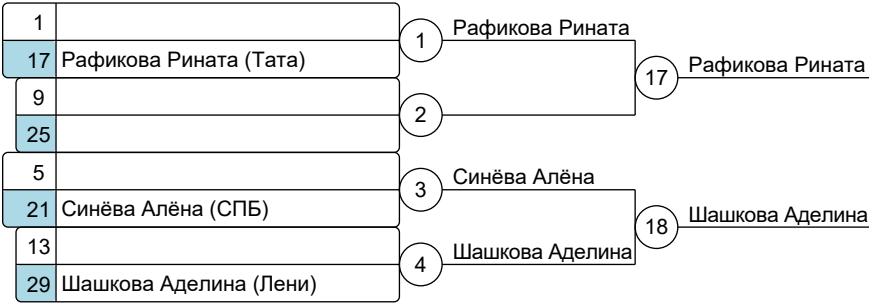 1
17 Рафикова Рината (Тата)
1
Рафикова Рината
9
25
2
17
Рафикова Рината
5
21 Синёва Алёна (СПБ)
3
Синёва Алёна
13
29 Шашкова Аделина (Лени)
4
Шашкова Аделина
18
Шашкова Аделина